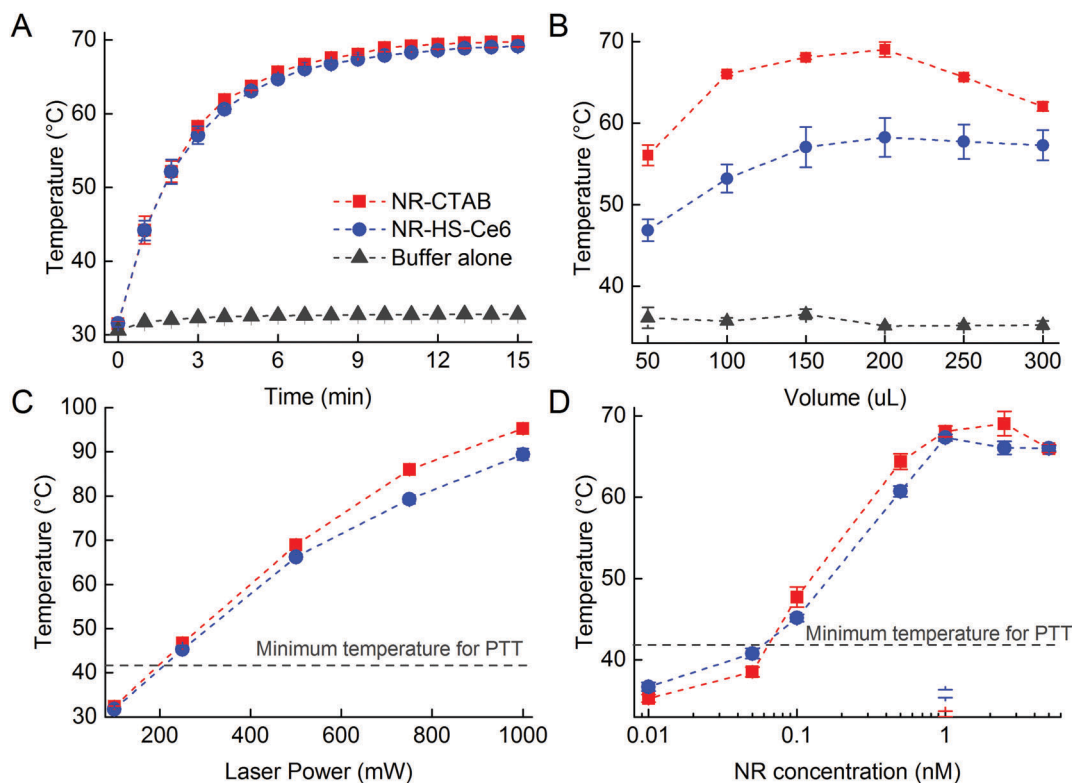 A
Temperature (°C)
70
60
50
40
30
0 3 6 9 12 15
Time (min)
NR-CTAB
NR-HS-Ce6
Buffer alone
B
Temperature (°C)
70
60
50
40
50 100 150 200 250 300
Volume (uL)
C
Temperature (°C)
100
90
80
70
60
50
40
30
200 400 600 800 1000
Laser Power (mW)
Minimum temperature for PTT
D
Temperature (°C)
70
60
50
40
0.01 0.1 1
NR concentration (nM)
Minimum temperature for PTT